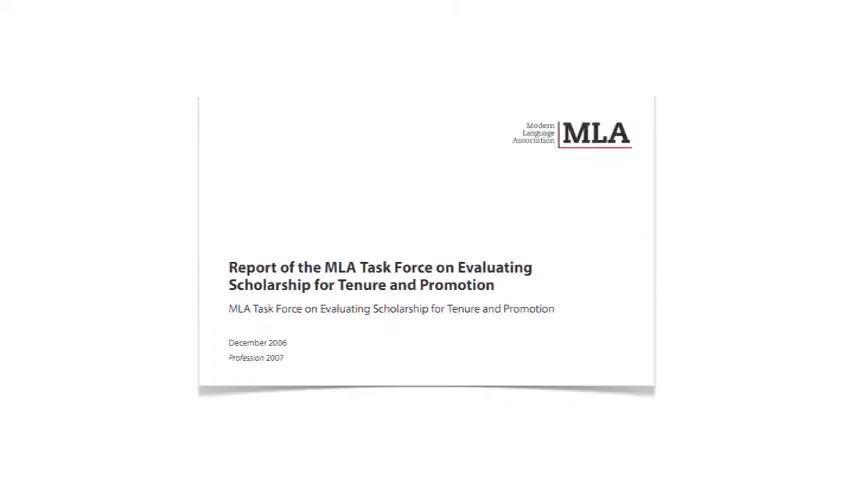 Modern
Language
Association
MLA
Report of the MLA Task Force on Evaluating
Scholarship for Tenure and Promotion
MLA Task Force on Evaluating Scholarship for Tenure and Promotion
December 2006
Profession 2007